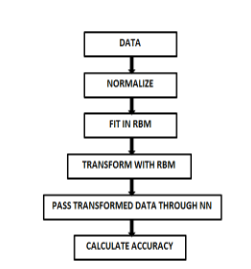 DATA
NORMALIZE
FIT IN RBM
TRANSFORM WITH RBM
PASS TRANSFORMED DATA THROUGH NN
CALCULATE ACCURACY